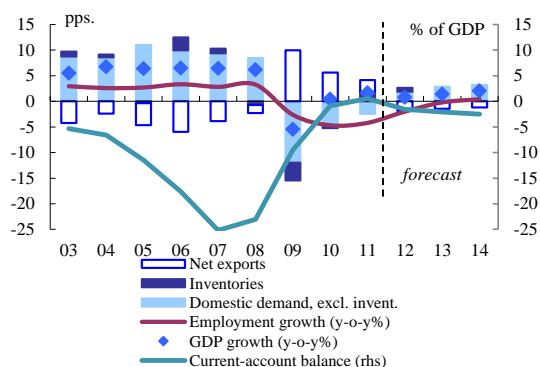 pps.
% of GDP
15 15
10 10
5 5
0 0
-5 -5
-10 -10
-15 -15
forecast
-20 -20
-25 -25
03 04 05 06 07 08 09 10 11 12 13 14
Net exports
Inventories
Domestic demand, excl. invent.
Employment growth (y-o-y%)
GDP growth (y-o-y%)
Current-account balance (rhs)